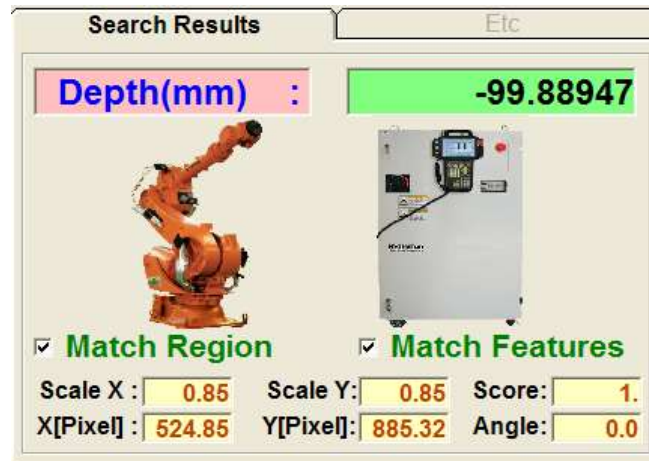 Search Results Etc
Depth(mm) : -99.88947
Match Region Match Features
Scale X : 0.85 Scale Y: 0.85 Score: 1.
X[Pixel] : 524.85 Y[Pixel]: 885.32 Angle: 0.0